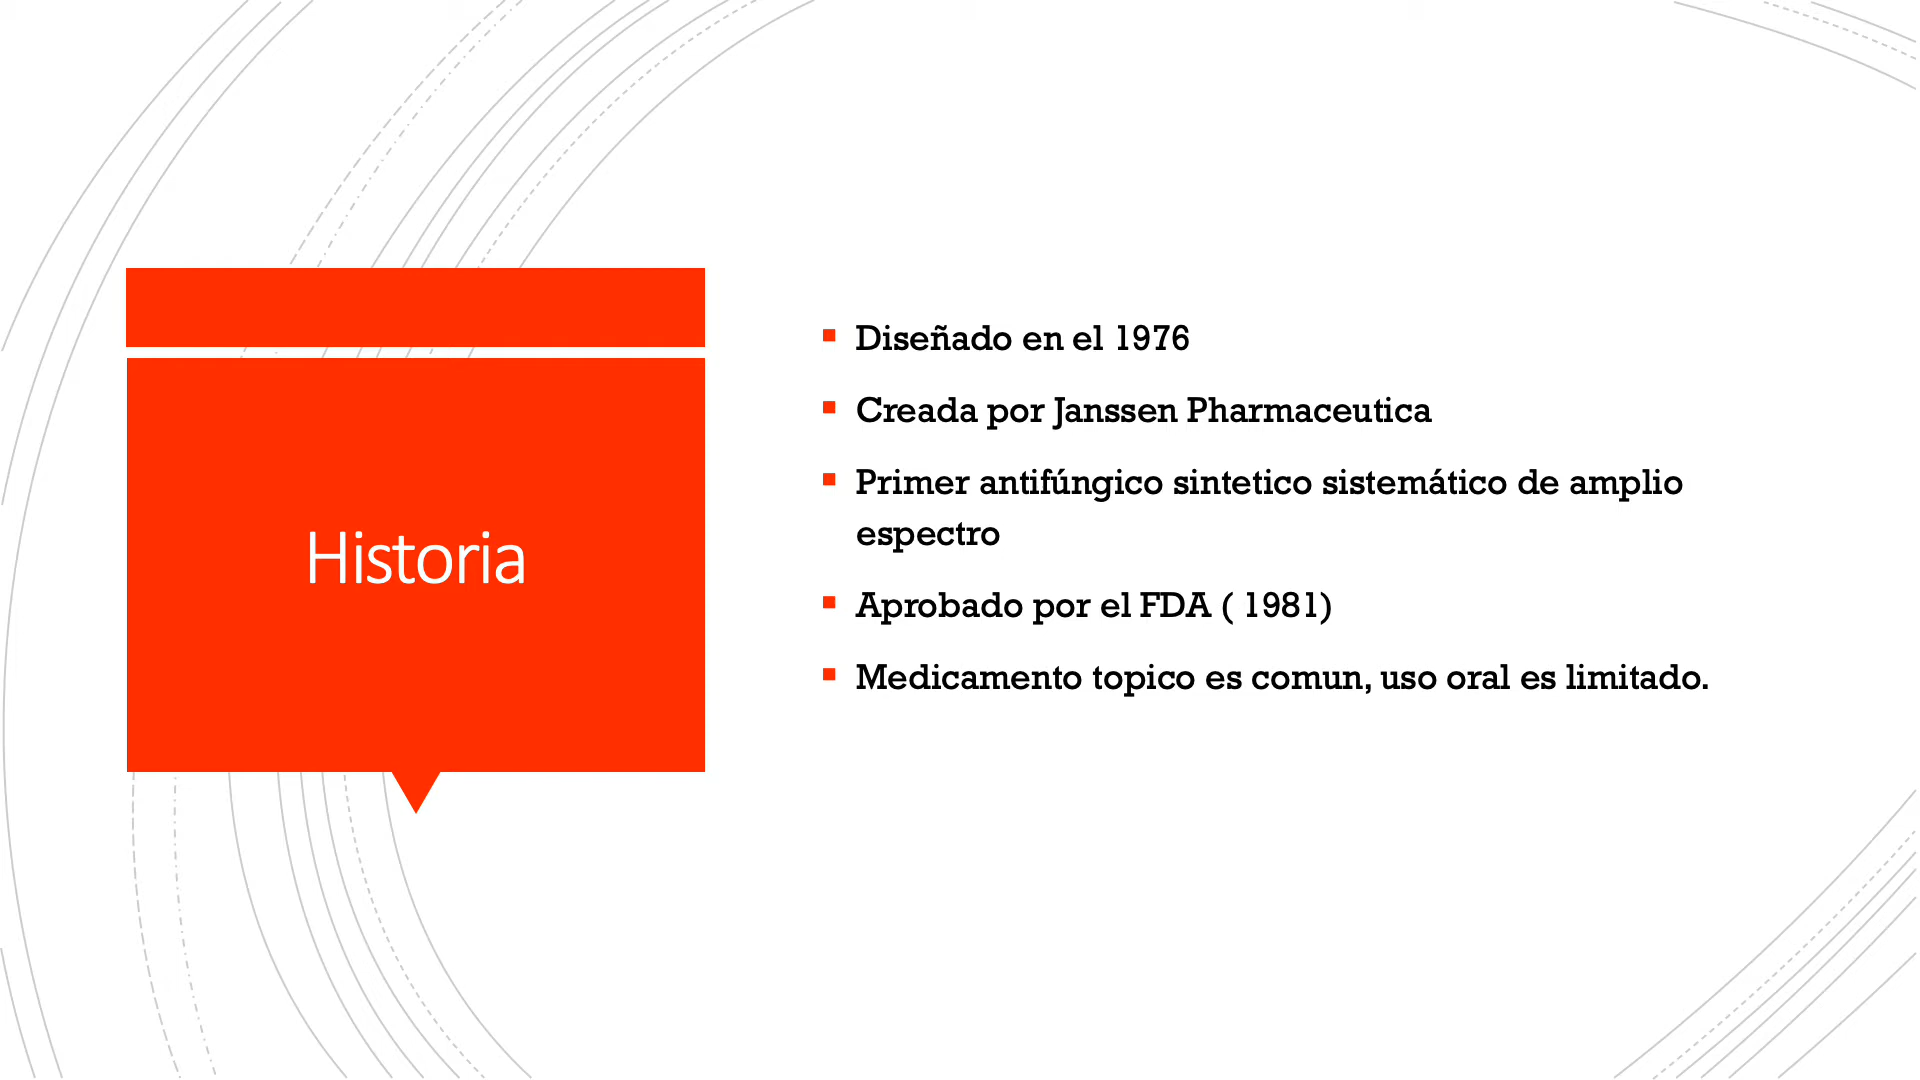 Historia
Diseñado en el 1976
Creada por Janssen Pharmaceutica
Primer antifúngico sintetico sistemático de amplio
espectro
Aprobado por el FDA ( 1981)
Medicamento topico es comun, uso oral es limitado.